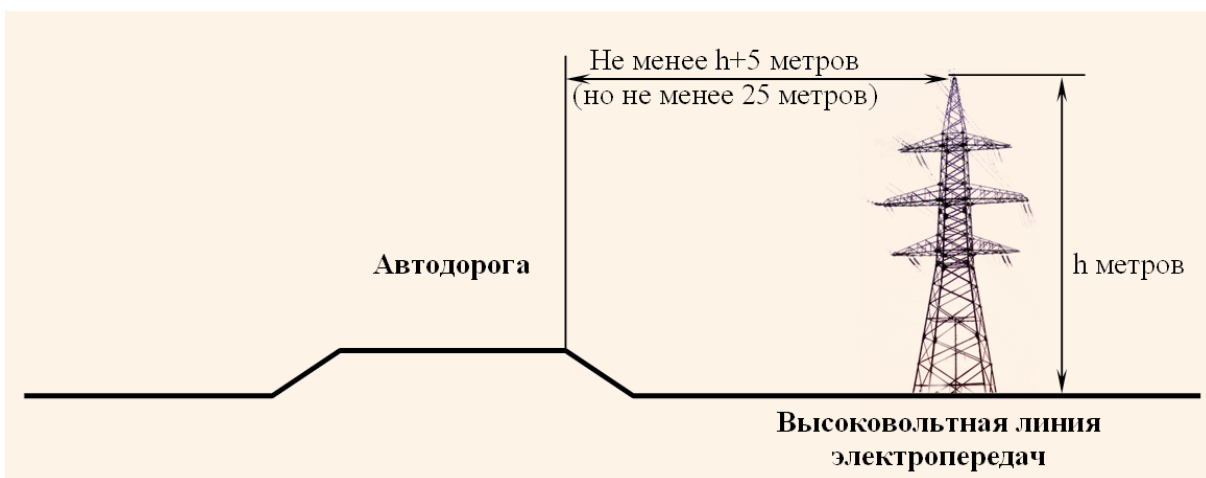 Не менее h+5 метров
(но не менее 25 метров)
Автодорога
h метров
Высоковольтная линия
электропередач